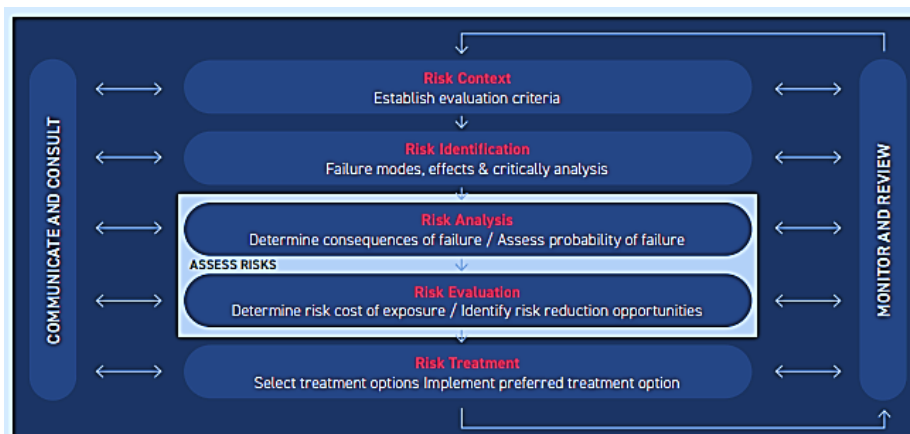 COMMUNICATE AND CONSULT
Risk Context
Establish evaluation criteria
Risk Identification
Failure modes, effects & critically analysis
Risk Analysis
Determine consequences of failure / Assess probability of failure
ASSESS RISKS
Risk Evaluation
Determine risk cost of exposure / Identify risk reduction opportunities
Risk Treatment
Select treatment options Implement preferred treatment option
MONITOR AND REVIEW